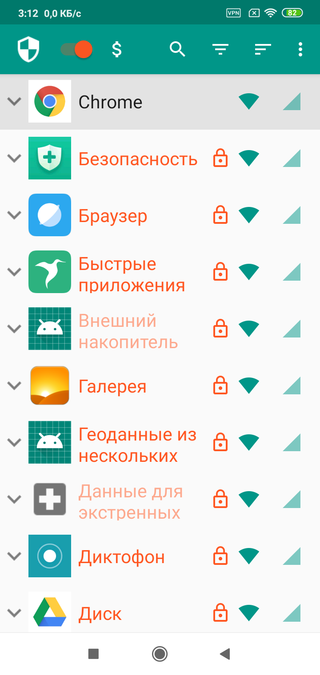 3:12 0,0 КБ/с VPN 82
$
Chrome
Безопасность
Браузер
Быстрые
приложения
Внешний
накопитель
Галерея
Геоданные из
нескольких
Данные для
экстренных
Диктофон
Диск